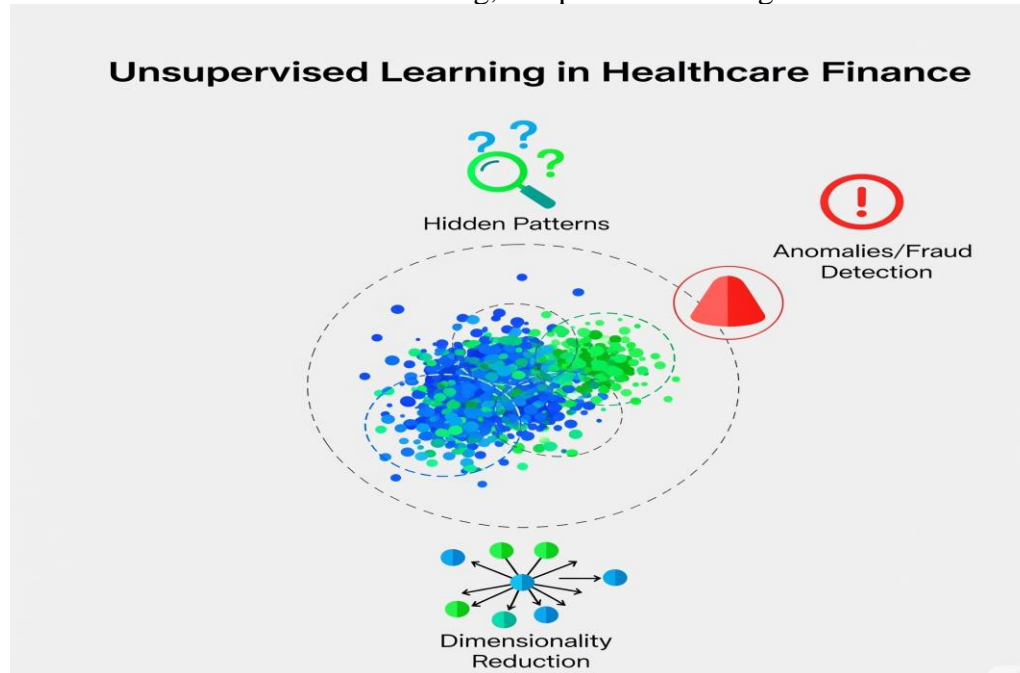 Unsupervised Learning in Healthcare Finance
? ? ?
Hidden Patterns
!
Anomalies/Fraud
Detection
Dimensionality
Reduction